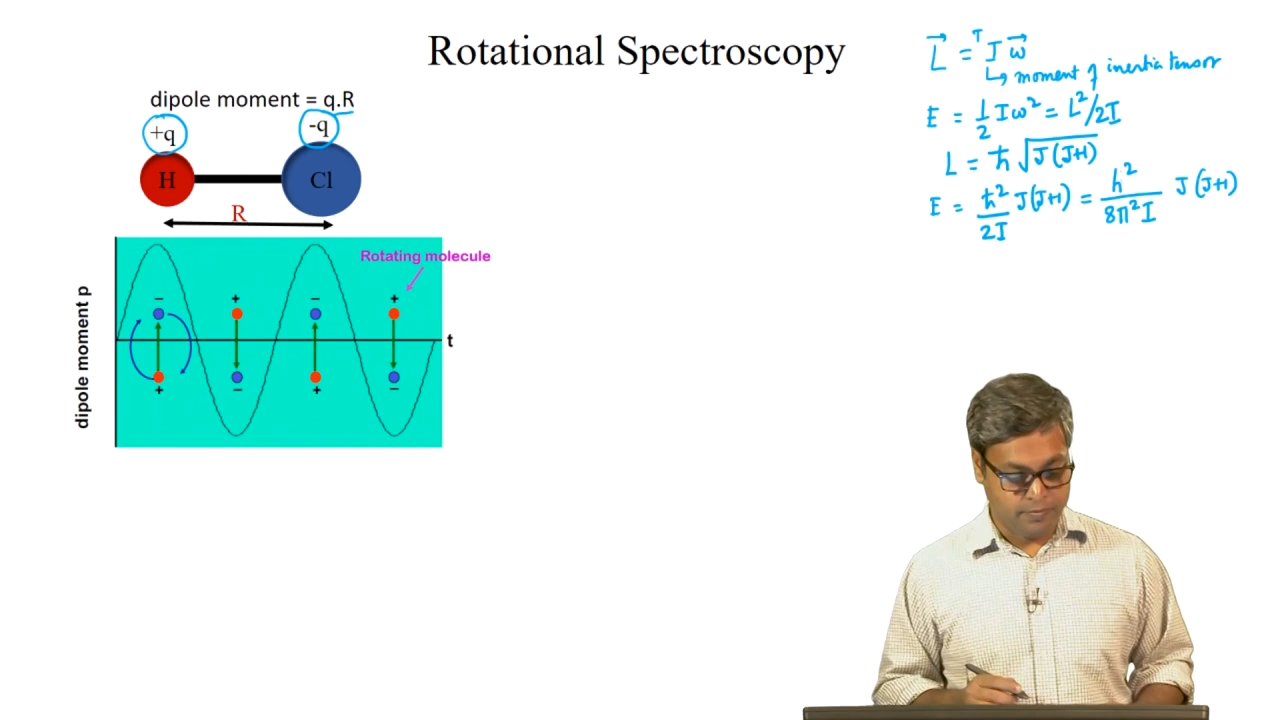 Rotational Spectroscopy
dipole moment = q.R
+q
-q
H
Cl
R
Rotating molecule
− + − +
+ − + −
dipole moment p
t
L⃗ = I ω⃗
↳ moment of inertia tensor
E = 1/2 Iω² = L²/2I
L = ħ √J(J+1)
E = ħ²/2I J(J+1) = h²/8π²I J(J+1)